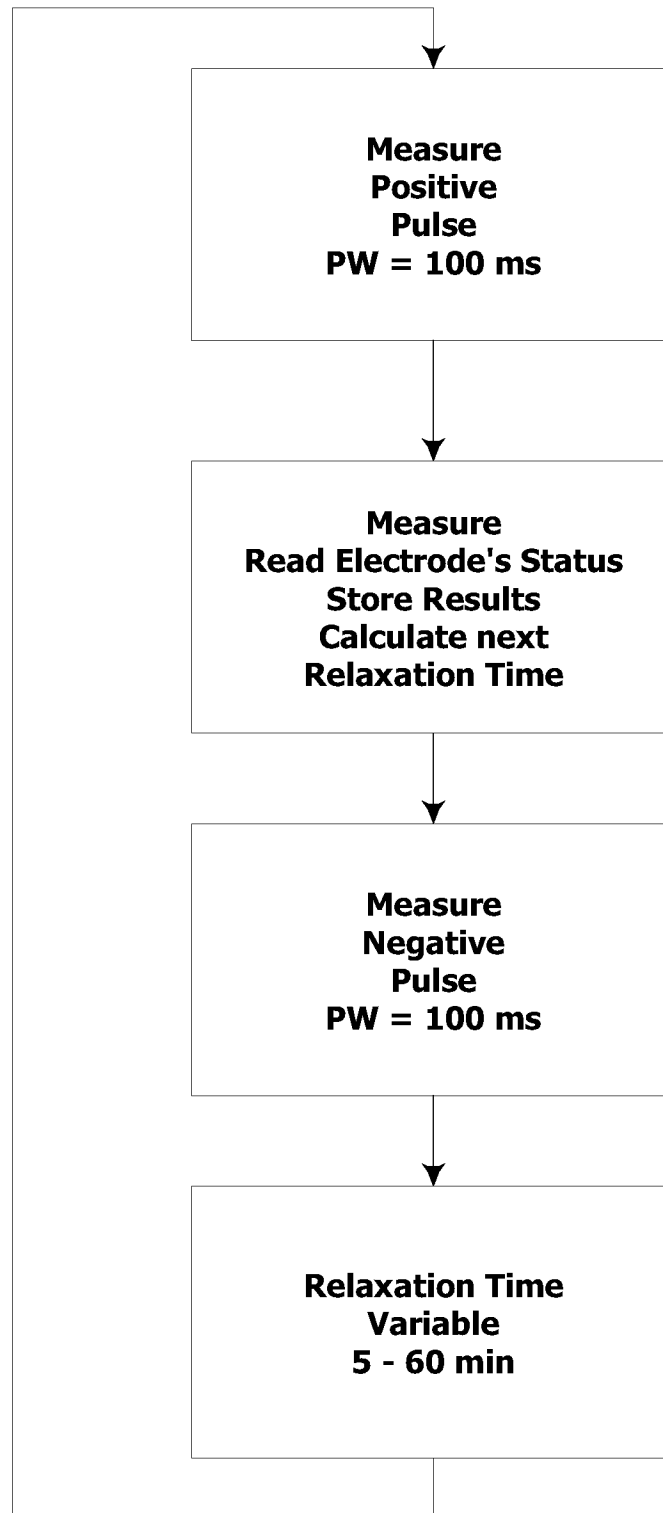 Measure
Positive
Pulse
PW = 100 ms
Measure
Read Electrode's Status
Store Results
Calculate next
Relaxation Time
Measure
Negative
Pulse
PW = 100 ms
Relaxation Time
Variable
5 - 60 min